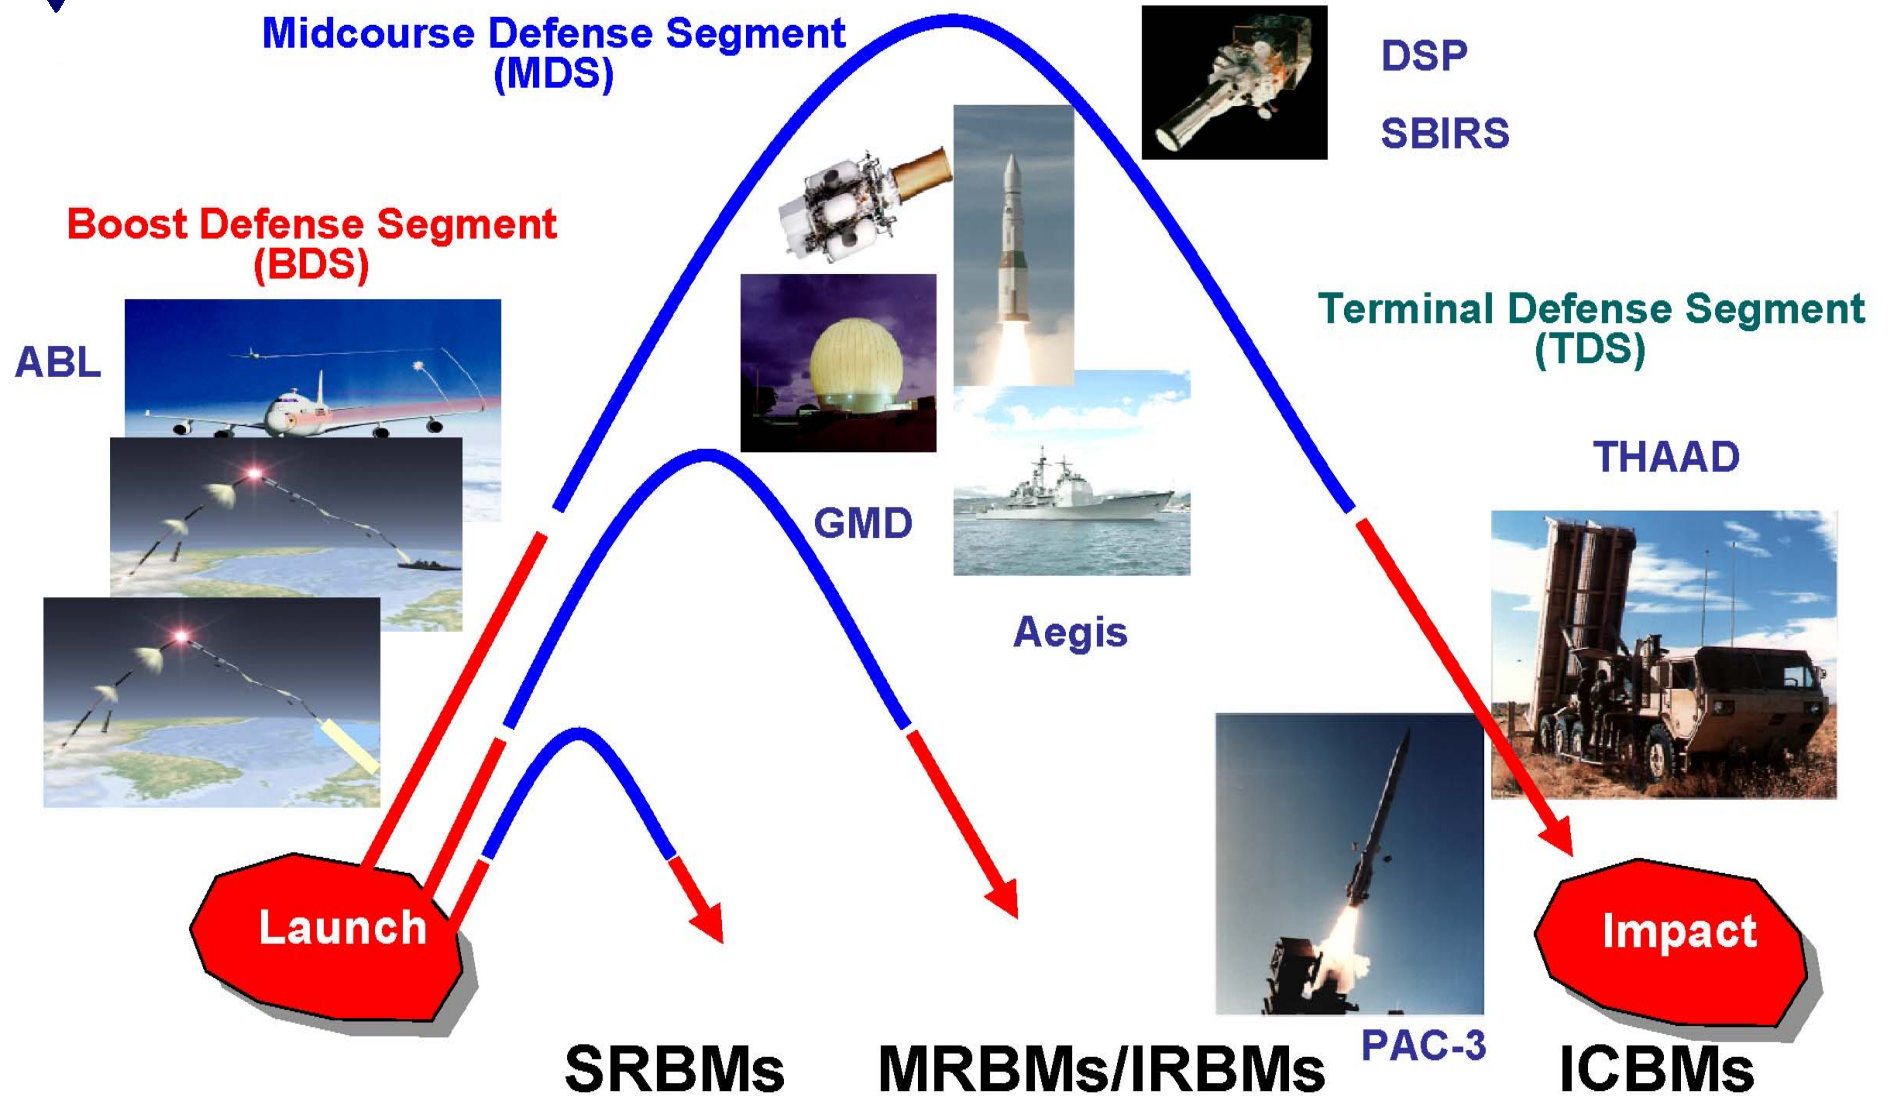 Midcourse Defense Segment
(MDS)
DSP
SBIRS
Boost Defense Segment
(BDS)
ABL
Terminal Defense Segment
(TDS)
THAAD
GMD
Aegis
Launch
Impact
PAC-3
SRBMs
MRBMs/IRBMs
ICBMs